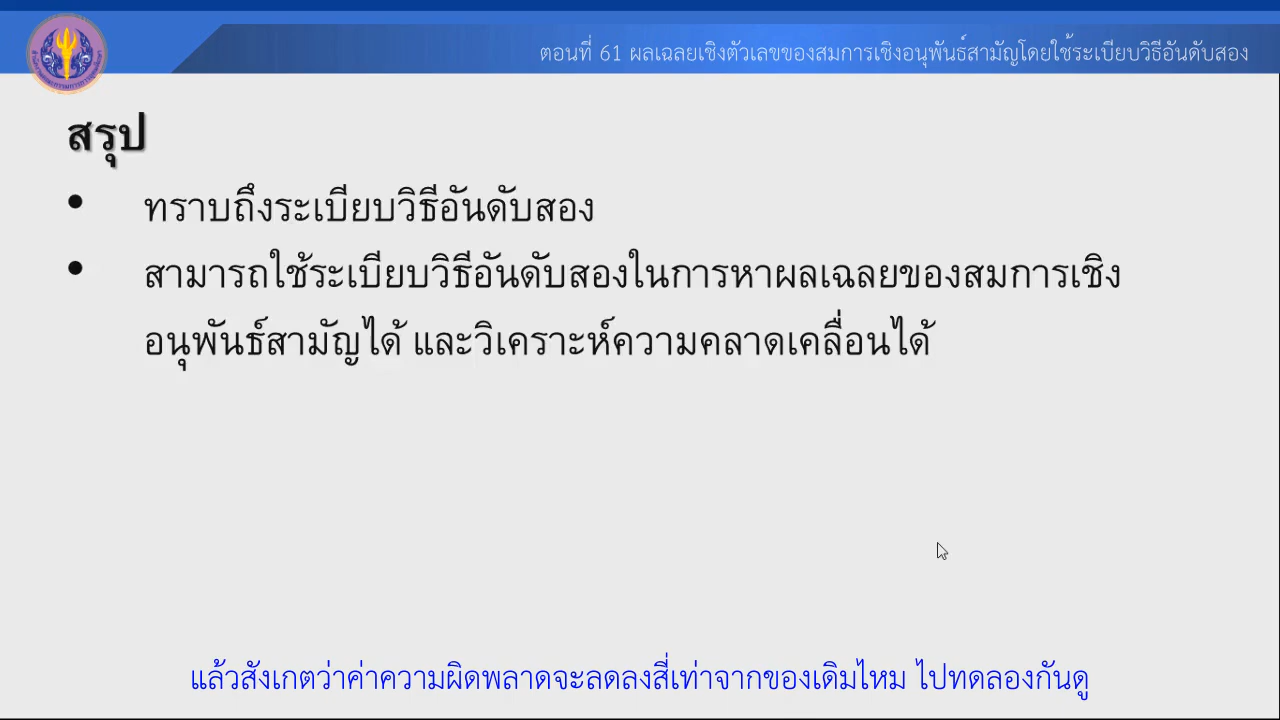 ตอนที่ 61 ผลเฉลยเชิงตัวเลขของสมการเชิงอนุพันธ์สามัญโดยใช้ระเบียบวิธีอันดับสอง
สรุป
• ทราบถึงระเบียบวิธีอันดับสอง
• สามารถใช้ระเบียบวิธีอันดับสองในการหาผลเฉลยของสมการเชิง
อนุพันธ์สามัญได้ และวิเคราะห์ความคลาดเคลื่อนได้
แล้วสังเกตว่าค่าความผิดพลาดจะลดลงสี่เท่าจากของเดิมไหม ไปทดลองกันดู